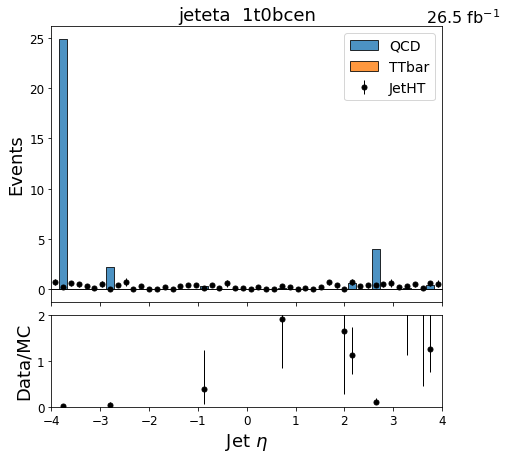 jeteta 1t0bcen
26.5 fb⁻¹
QCD
TTbar
JetHT
Events
25
20
15
10
5
0
Data/MC
2
1
0
−4 −3 −2 −1 0 1 2 3 4
Jet η